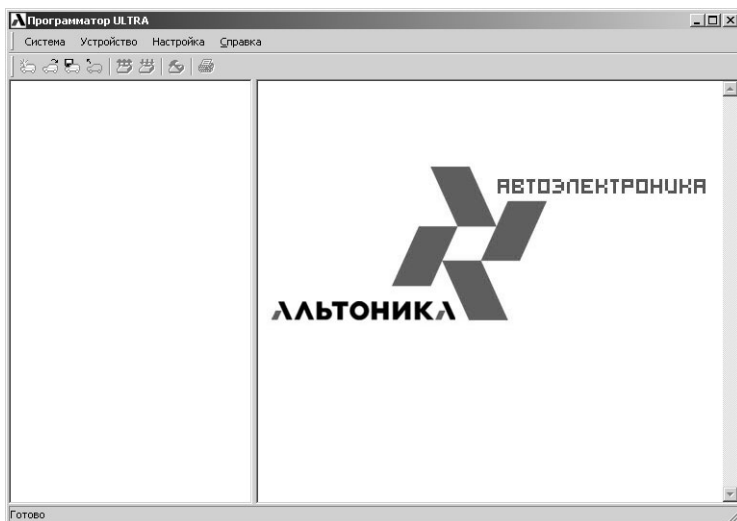 Программатор ULTRA
Система Устройство Настройка Справка
АВТОЭЛЕКТРОНИКА
АЛЬТОНИКА
Готово